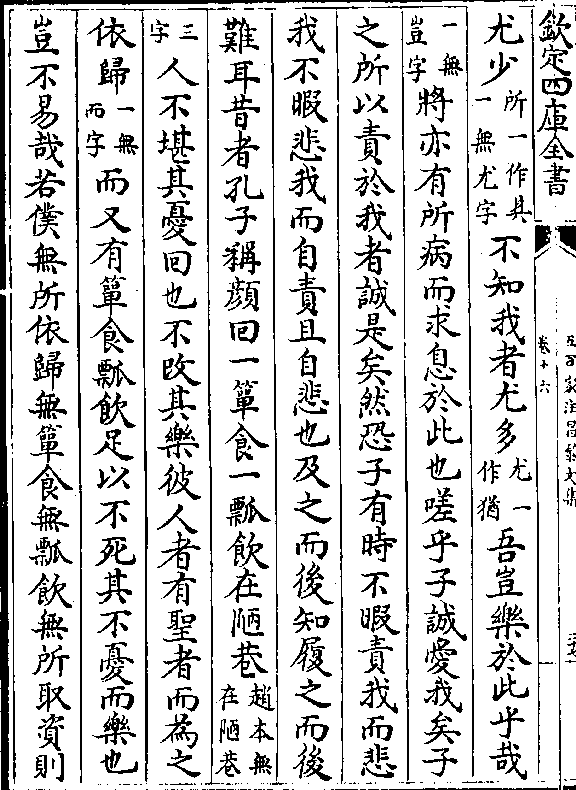 欽定四庫全書
卷十六
尤少所一作其一無尤字不知我者尤多尤一作猶吾豈樂於此乎哉
一無豈字將亦有所病而求息於此也嗟乎子誠愛我矣子
之所以責於我者誠是矣然恐子有時不暇責我而悲
我不暇悲我而自責且自悲也及之而後知履之而後
難耳昔者孔子稱顔回一簞食一瓢飲在陋巷趙本無在陋巷
三字人不堪其憂回也不改其樂彼人者有聖者而為之
依歸一無而字而又有簞食瓢飲足以不死其不憂而樂也
豈不易哉若僕無所依歸無簞食無瓢飲無所取資則